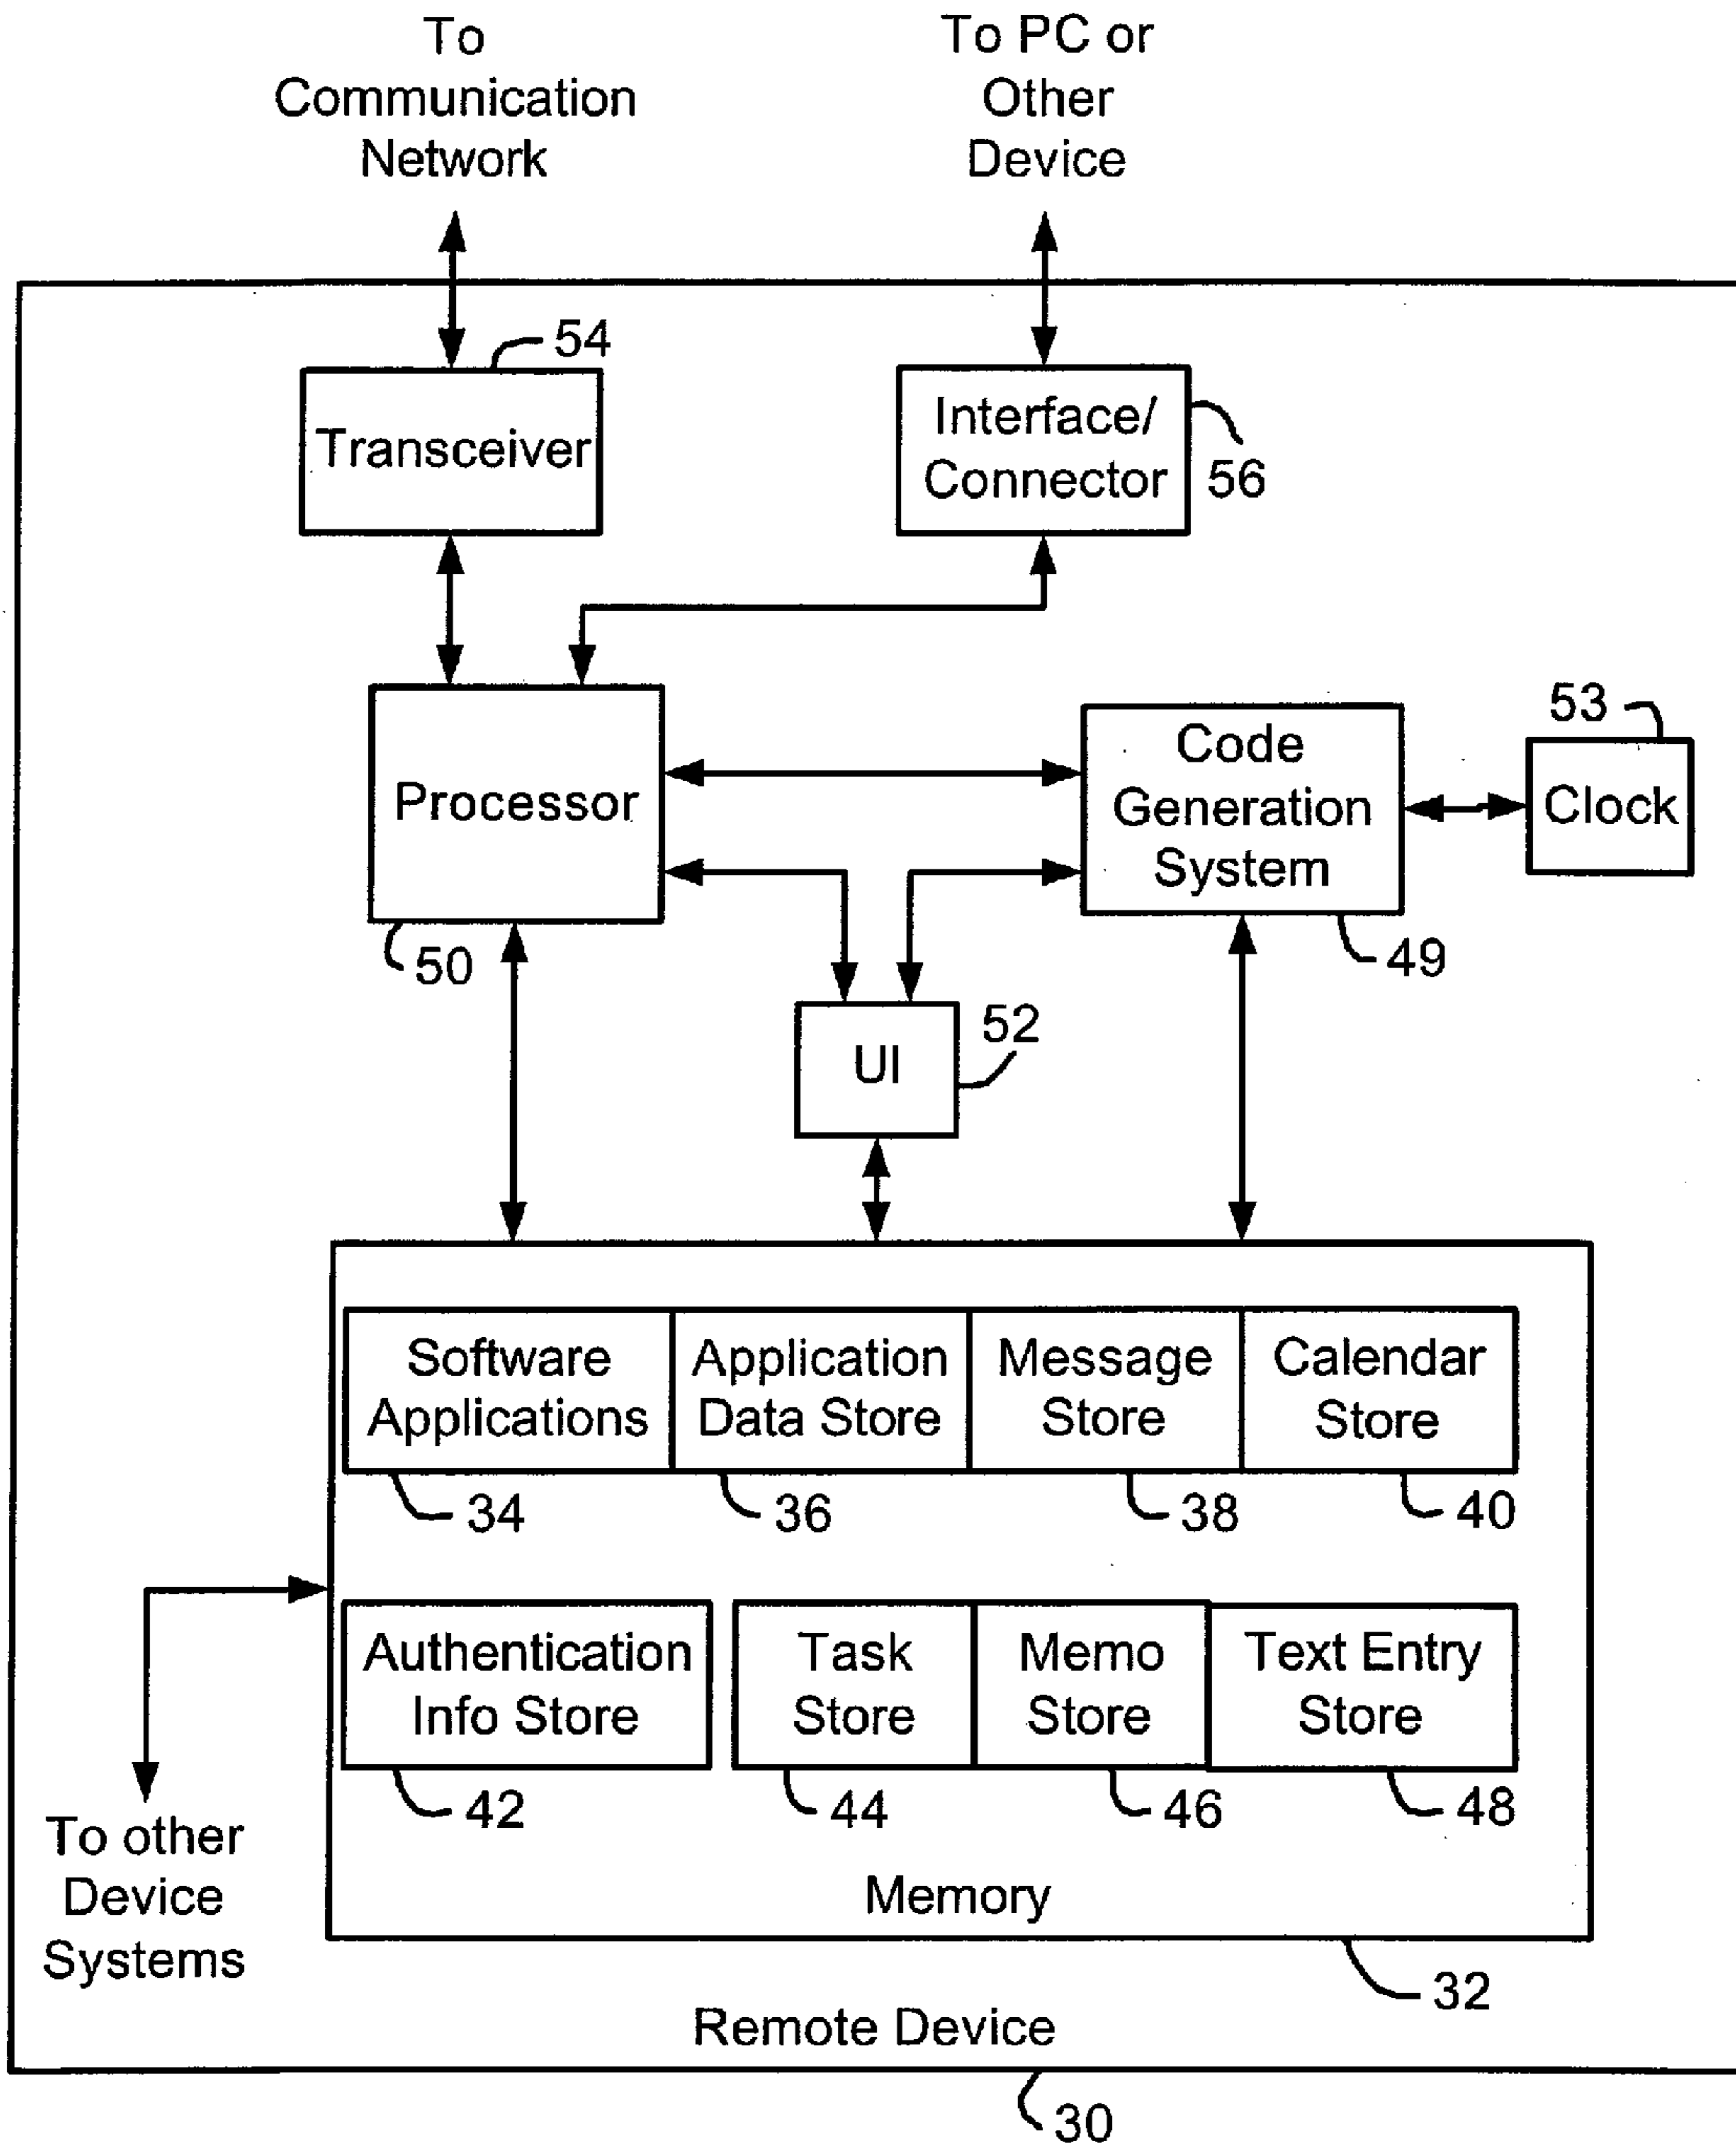 To
Communication
Network
To PC or
Other
Device
54
Transceiver
Interface/
Connector
56
53
Clock
Processor
50
Code
Generation
System
49
52
UI
Software
Applications
34
Application
Data Store
36
Message
Store
38
Calendar
Store
40
Authentication
Info Store
42
Task
Store
44
Memo
Store
46
Text Entry
Store
48
To other
Device
Systems
Memory
32
Remote Device
30